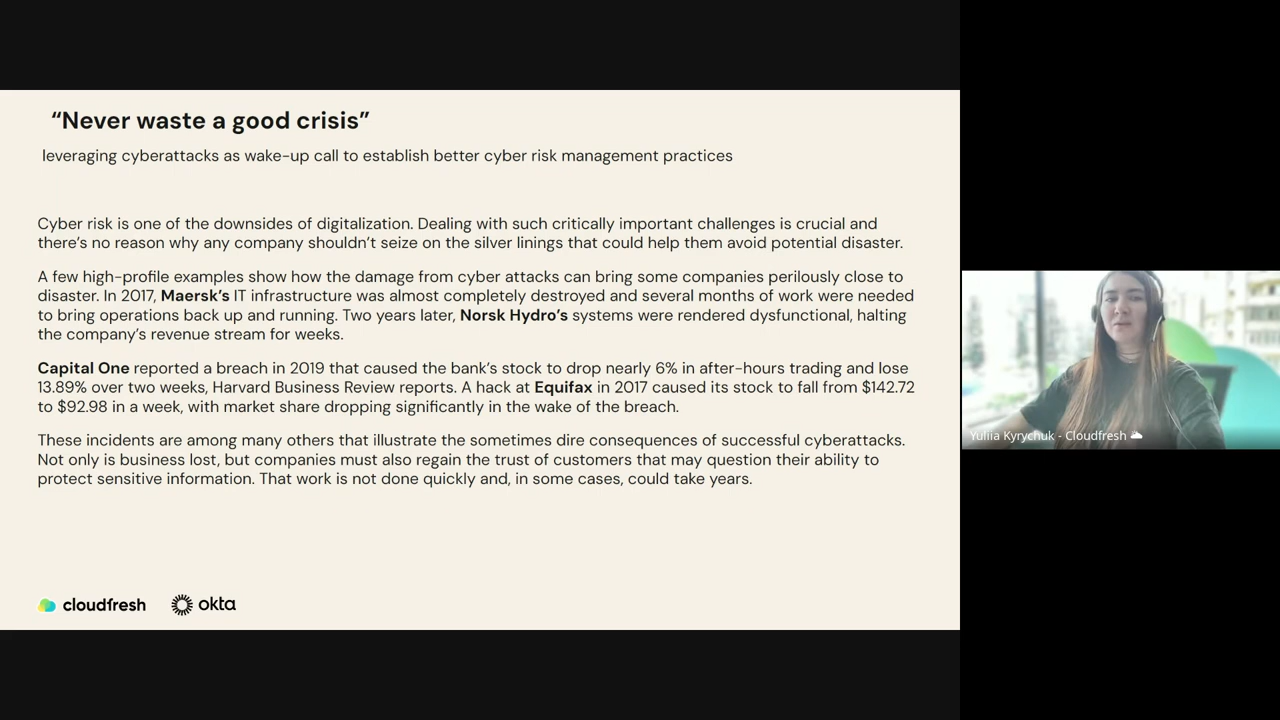 “Never waste a good crisis”
leveraging cyberattacks as wake-up call to establish better cyber risk management practices
Cyber risk is one of the downsides of digitalization. Dealing with such critically important challenges is crucial and
there’s no reason why any company shouldn’t seize on the silver linings that could help them avoid potential disaster.
A few high-profile examples show how the damage from cyber attacks can bring some companies perilously close to
disaster. In 2017, Maersk’s IT infrastructure was almost completely destroyed and several months of work were needed
to bring operations back up and running. Two years later, Norsk Hydro’s systems were rendered dysfunctional, halting
the company’s revenue stream for weeks.
Capital One reported a breach in 2019 that caused the bank’s stock to drop nearly 6% in after-hours trading and lose
13.89% over two weeks, Harvard Business Review reports. A hack at Equifax in 2017 caused its stock to fall from $142.72
to $92.98 in a week, with market share dropping significantly in the wake of the breach.
These incidents are among many others that illustrate the sometimes dire consequences of successful cyberattacks.
Not only is business lost, but companies must also regain the trust of customers that may question their ability to
protect sensitive information. That work is not done quickly and, in some cases, could take years.
cloudfresh okta
Yuliia Kyrychuk - Cloudfresh 🌥